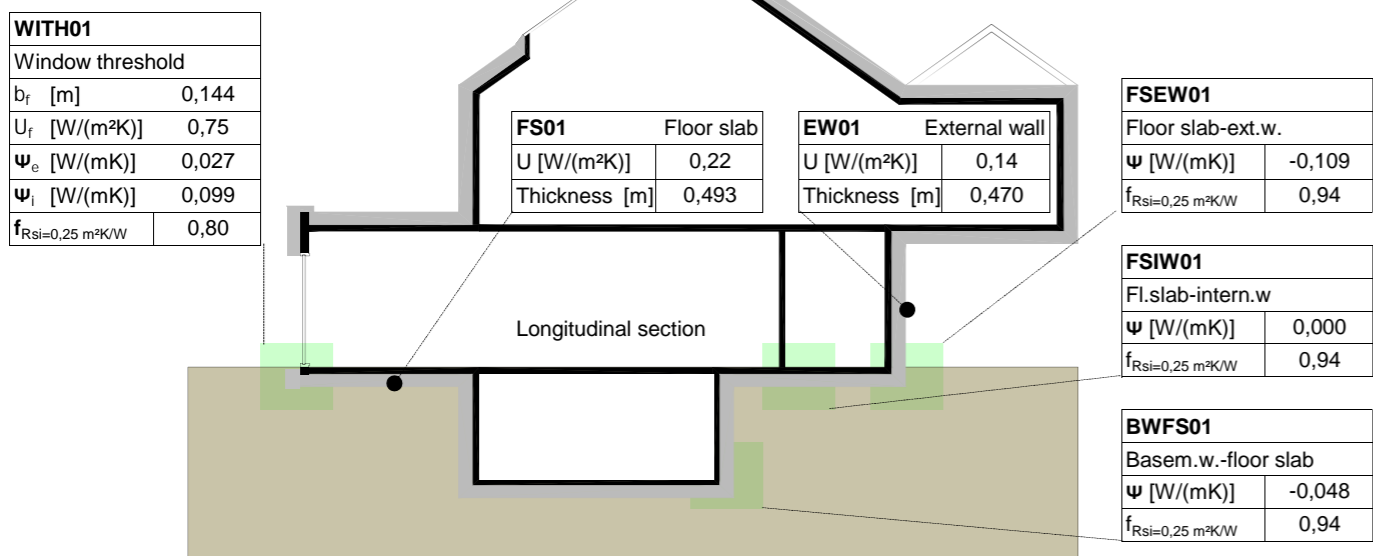 WITH01
Window threshold
bf [m] 0,144
Uf [W/(m²K)] 0,75
Ψe [W/(mK)] 0,027
Ψi [W/(mK)] 0,099
fRsi=0,25 m²K/W 0,80
FS01 Floor slab
U [W/(m²K)] 0,22
Thickness [m] 0,493
EW01 External wall
U [W/(m²K)] 0,14
Thickness [m] 0,470
Longitudinal section
FSEW01
Floor slab-ext.w.
Ψ [W/(mK)] -0,109
fRsi=0,25 m²K/W 0,94
FSIW01
Fl.slab-intern.w
Ψ [W/(mK)] 0,000
fRsi=0,25 m²K/W 0,94
BWFS01
Basem.w.-floor slab
Ψ [W/(mK)] -0,048
fRsi=0,25 m²K/W 0,94